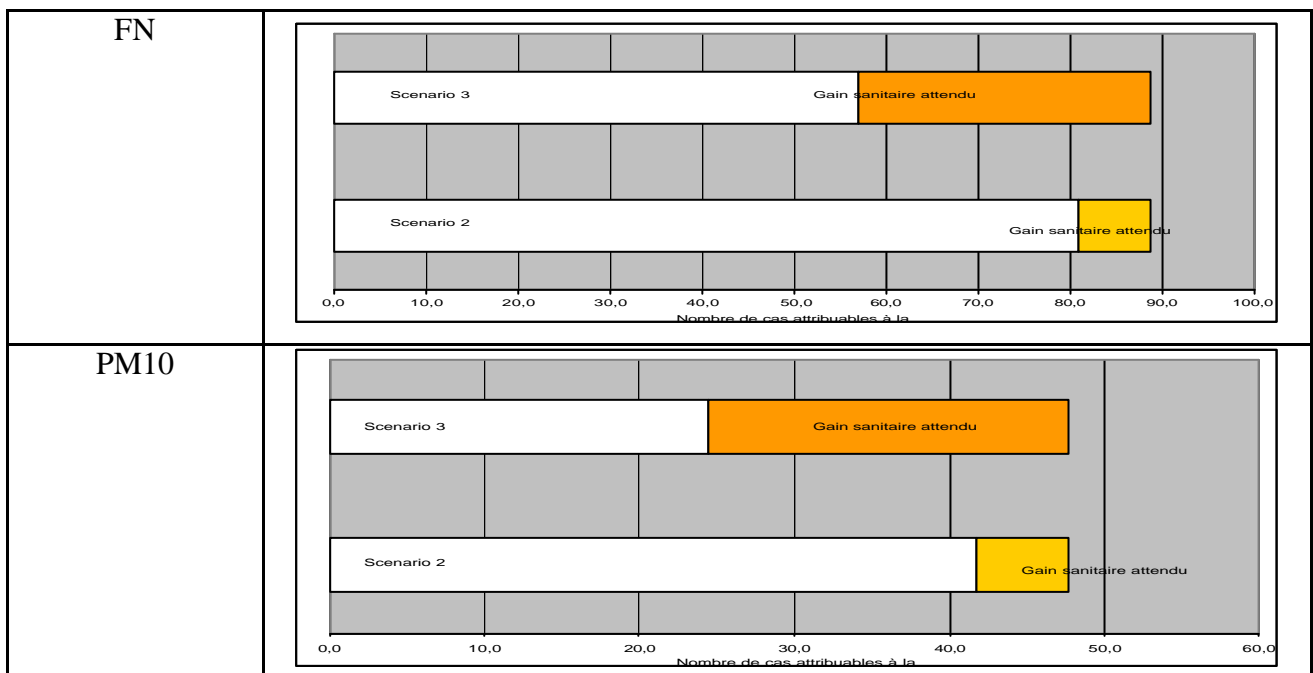 FN
Scenario 3
Gain sanitaire attendu
Scenario 2
Gain sanitaire attendu
0,0 10,0 20,0 30,0 40,0 50,0 60,0 70,0 80,0 90,0 100,0
Nombre de cas attribuables à la
PM10
Scenario 3
Gain sanitaire attendu
Scenario 2
Gain sanitaire attendu
0,0 10,0 20,0 30,0 40,0 50,0 60,0
Nombre de cas attribuables à la